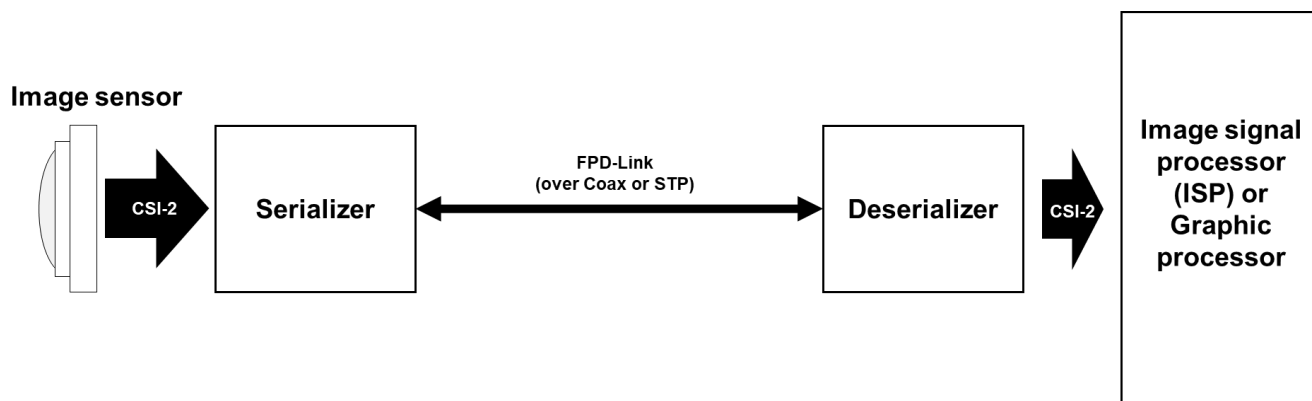 Image sensor
CSI-2
Serializer
FPD-Link
(over Coax or STP)
Deserializer
CSI-2
Image signal
processor
(ISP) or
Graphic
processor